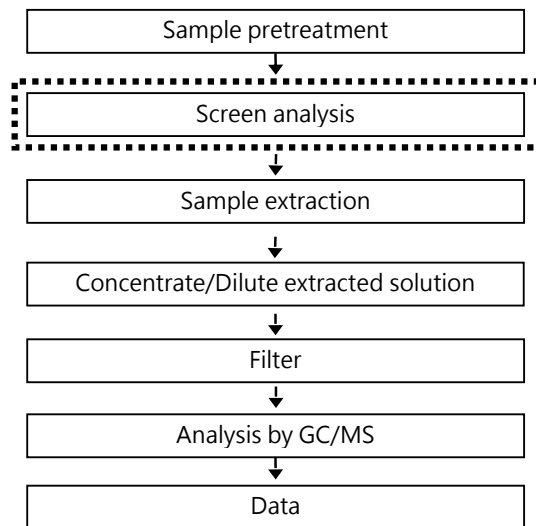 Sample pretreatment
Screen analysis
Sample extraction
Concentrate/Dilute extracted solution
Filter
Analysis by GC/MS
Data